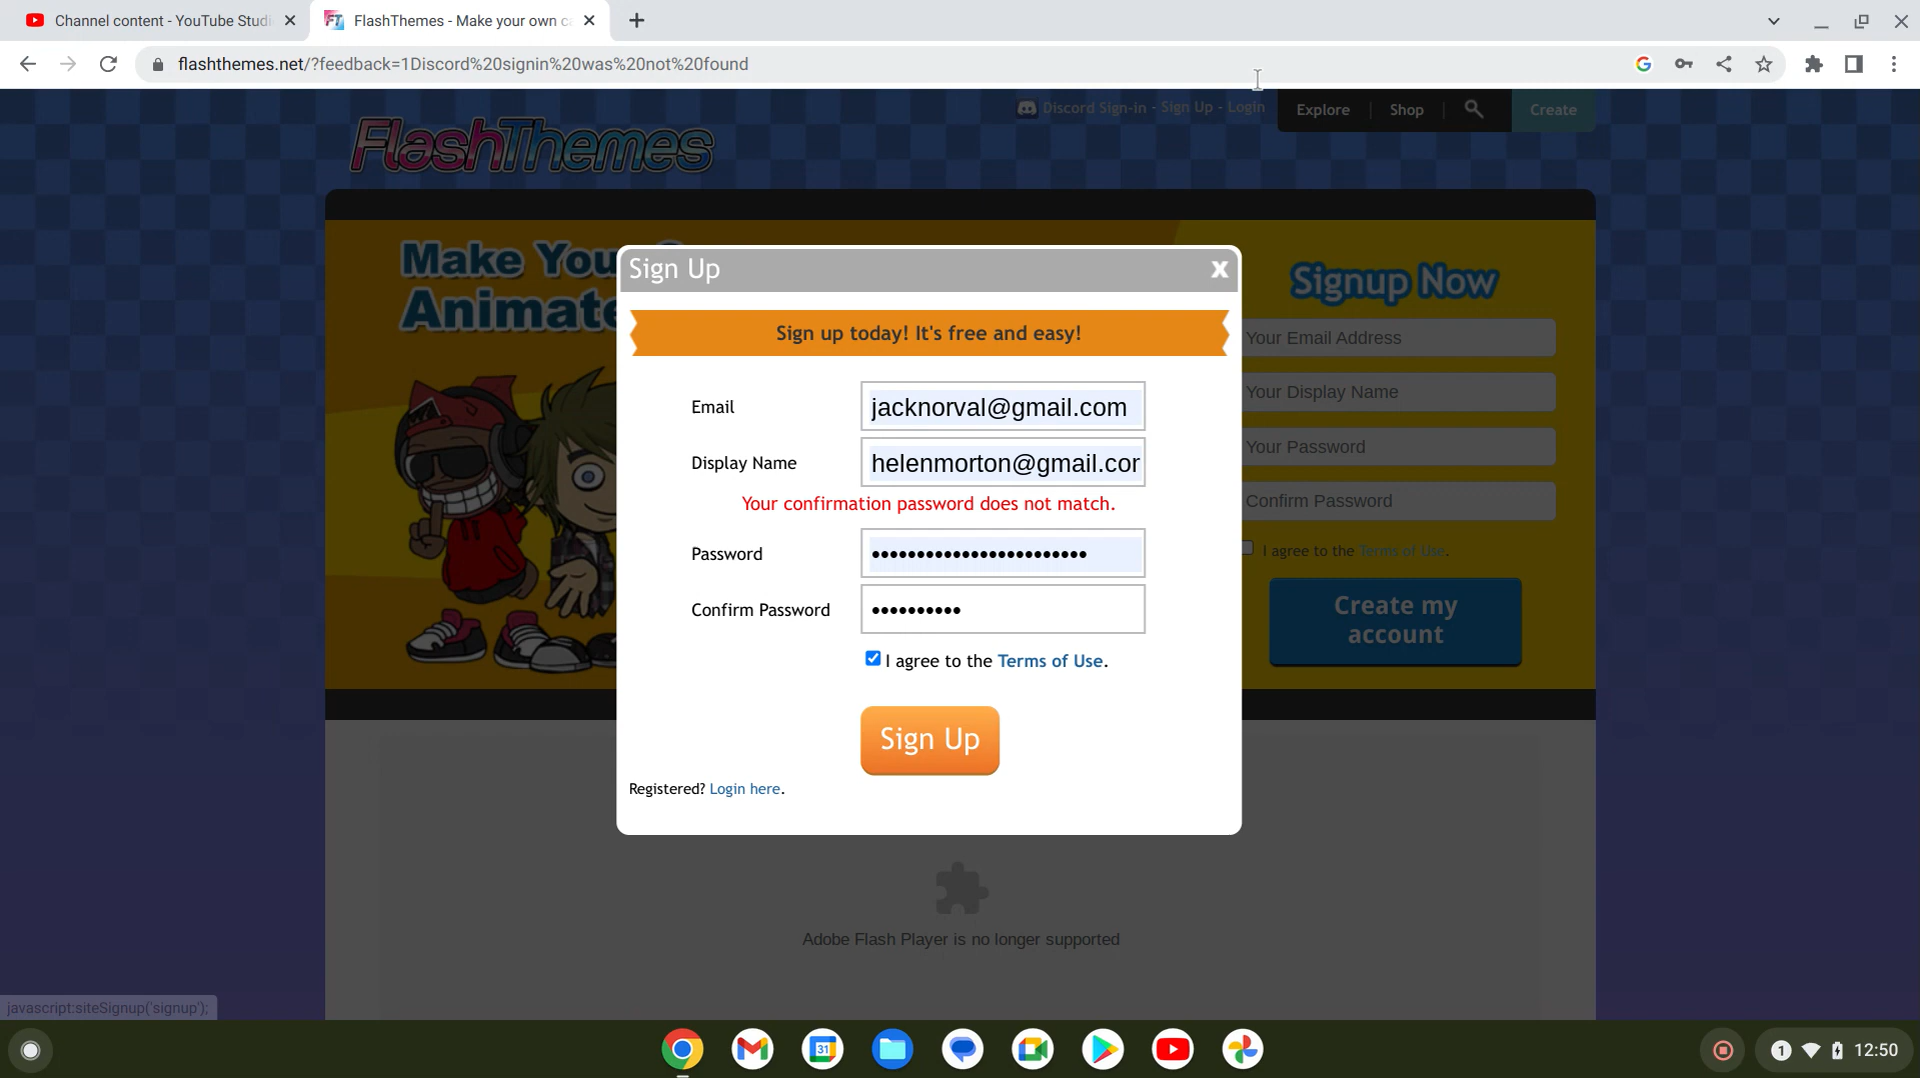 Channel content - YouTube Studi
FlashThemes - Make your own c
flashthemes.net/?feedback=1Discord%20signin%20was%20not%20found
Discord Sign-in - Sign Up - Login
Explore
Shop
Create
FlashThemes
Make You
Animate
Signup Now
Your Email Address
Your Display Name
Your Password
Confirm Password
I agree to the Terms of Use.
Create my
account
Sign Up
X
Sign up today! It's free and easy!
Email
jacknorval@gmail.com
Display Name
helenmorton@gmail.cor
Your confirmation password does not match.
Password
••••••••••••••••••••••••
Confirm Password
••••••••••
I agree to the Terms of Use.
Sign Up
Registered? Login here.
Adobe Flash Player is no longer supported
javascript:siteSignup('signup');
31
1
12:50